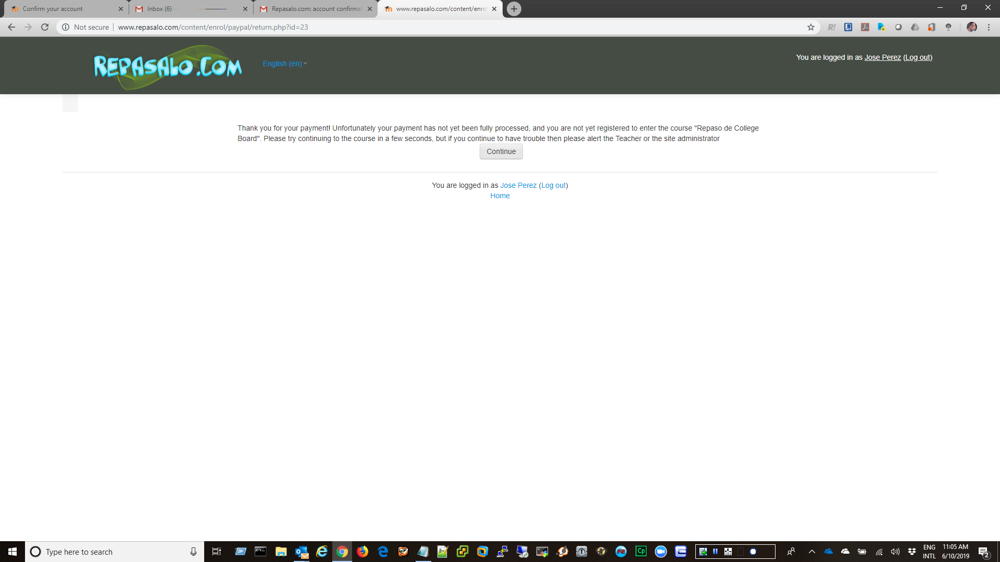 Confirm your account
Inbox (6)
Repasalo.com: account confirmat
www.repasalo.com/content/enrol
Not secure
www.repasalo.com/content/enrol/paypal/return.php?id=23
REPASALO.COM
English (en)
You are logged in as Jose Perez (Log out)
Thank you for your payment! Unfortunately your payment has not yet been fully processed, and you are not yet registered to enter the course "Repaso de College
Board". Please try continuing to the course in a few seconds, but if you continue to have trouble then please alert the Teacher or the site administrator
Continue
You are logged in as Jose Perez (Log out)
Home
Type here to search
ENG
INTL
11:05 AM
6/10/2019
2